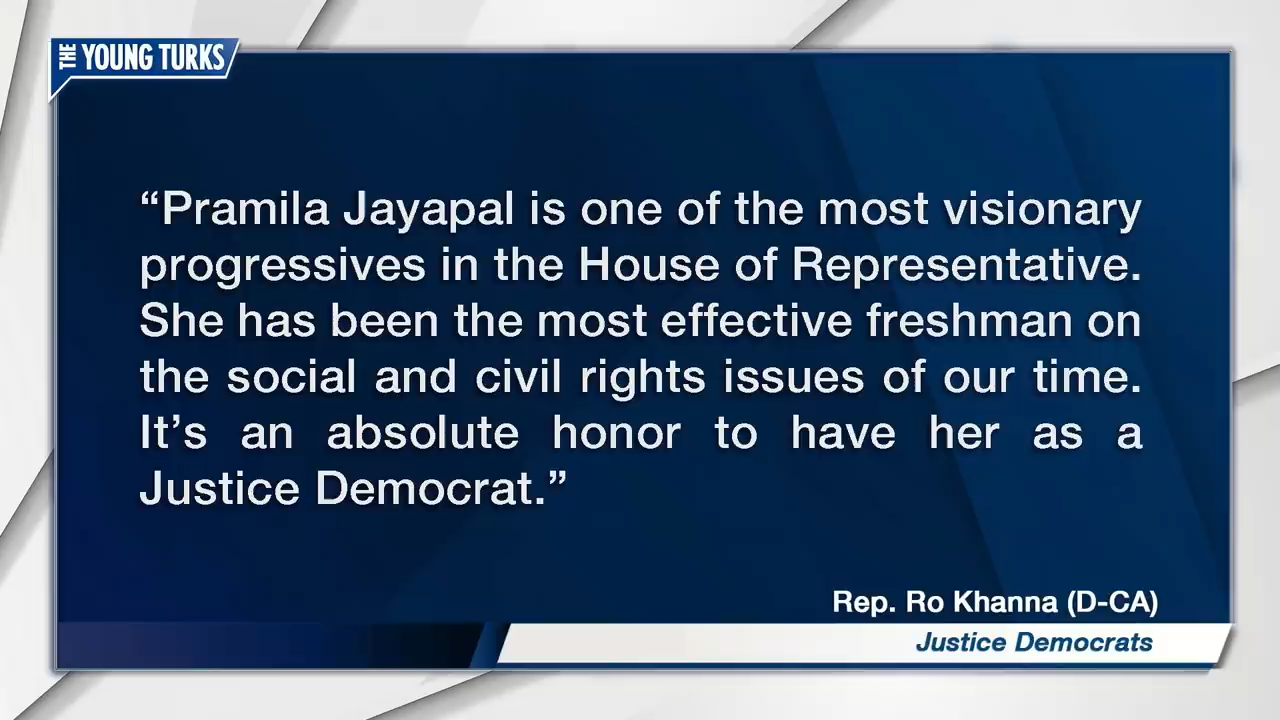 THE YOUNG TURKS
“Pramila Jayapal is one of the most visionary
progressives in the House of Representative.
She has been the most effective freshman on
the social and civil rights issues of our time.
It’s an absolute honor to have her as a
Justice Democrat.”
Rep. Ro Khanna (D-CA)
Justice Democrats